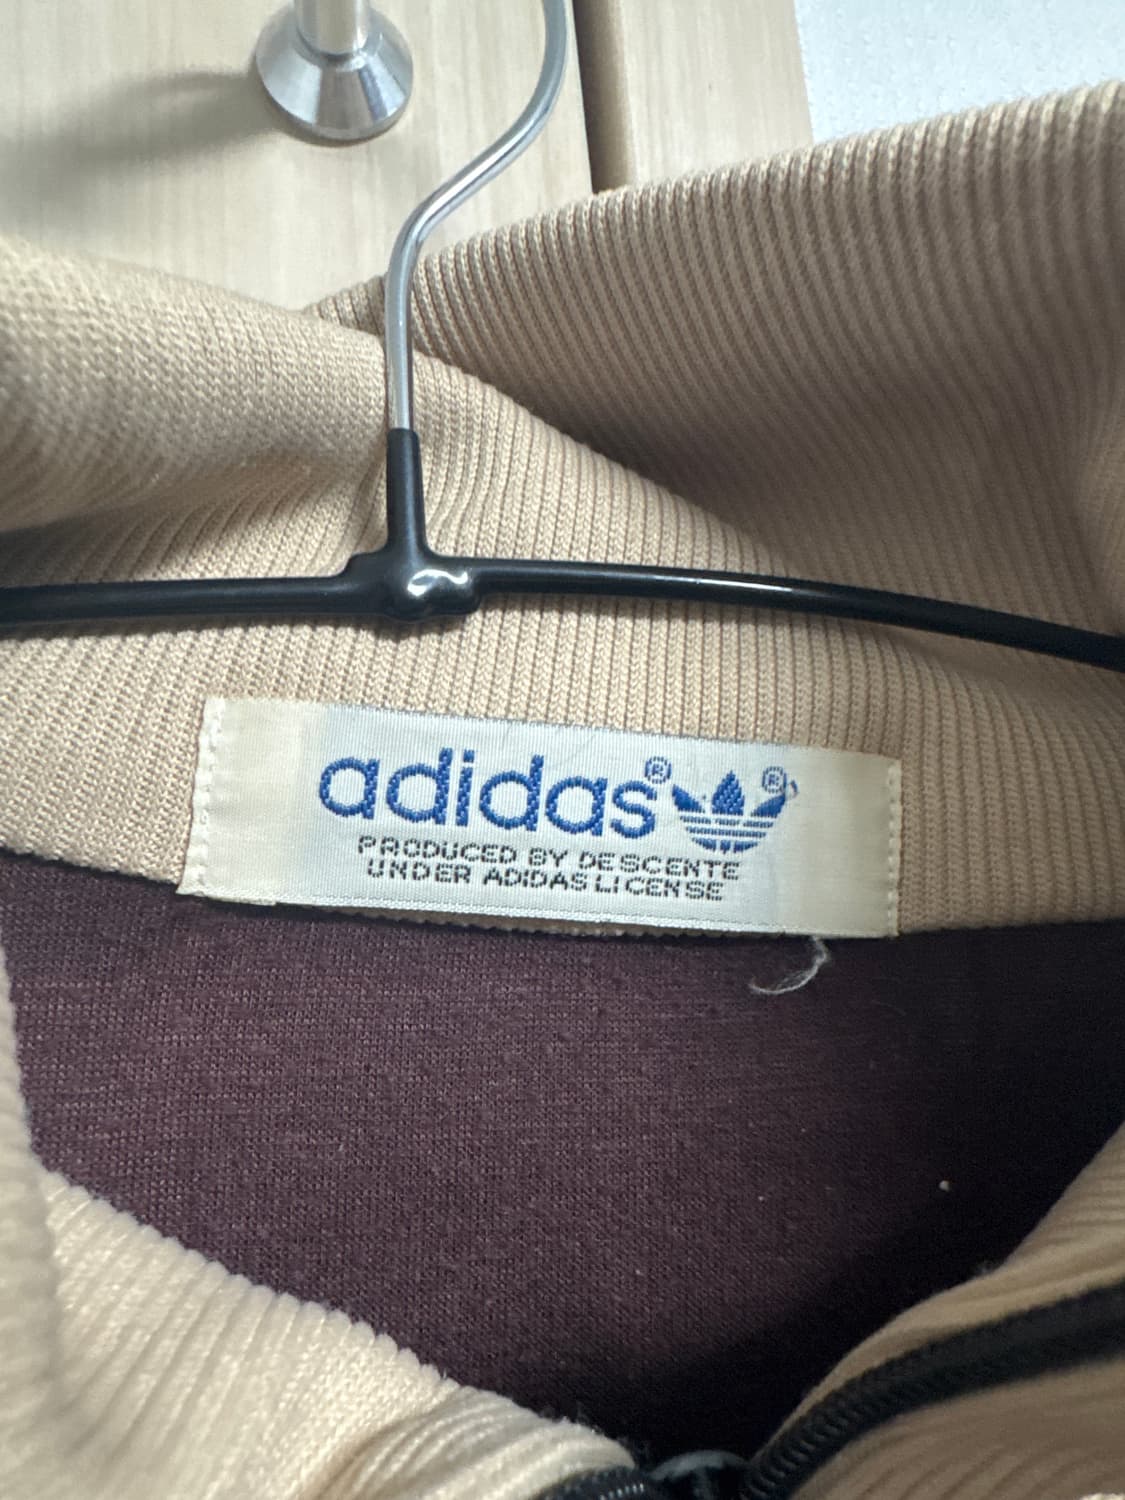 adidas® ®
PRODUCED BY DESCENTE
UNDER ADIDAS LICENSE